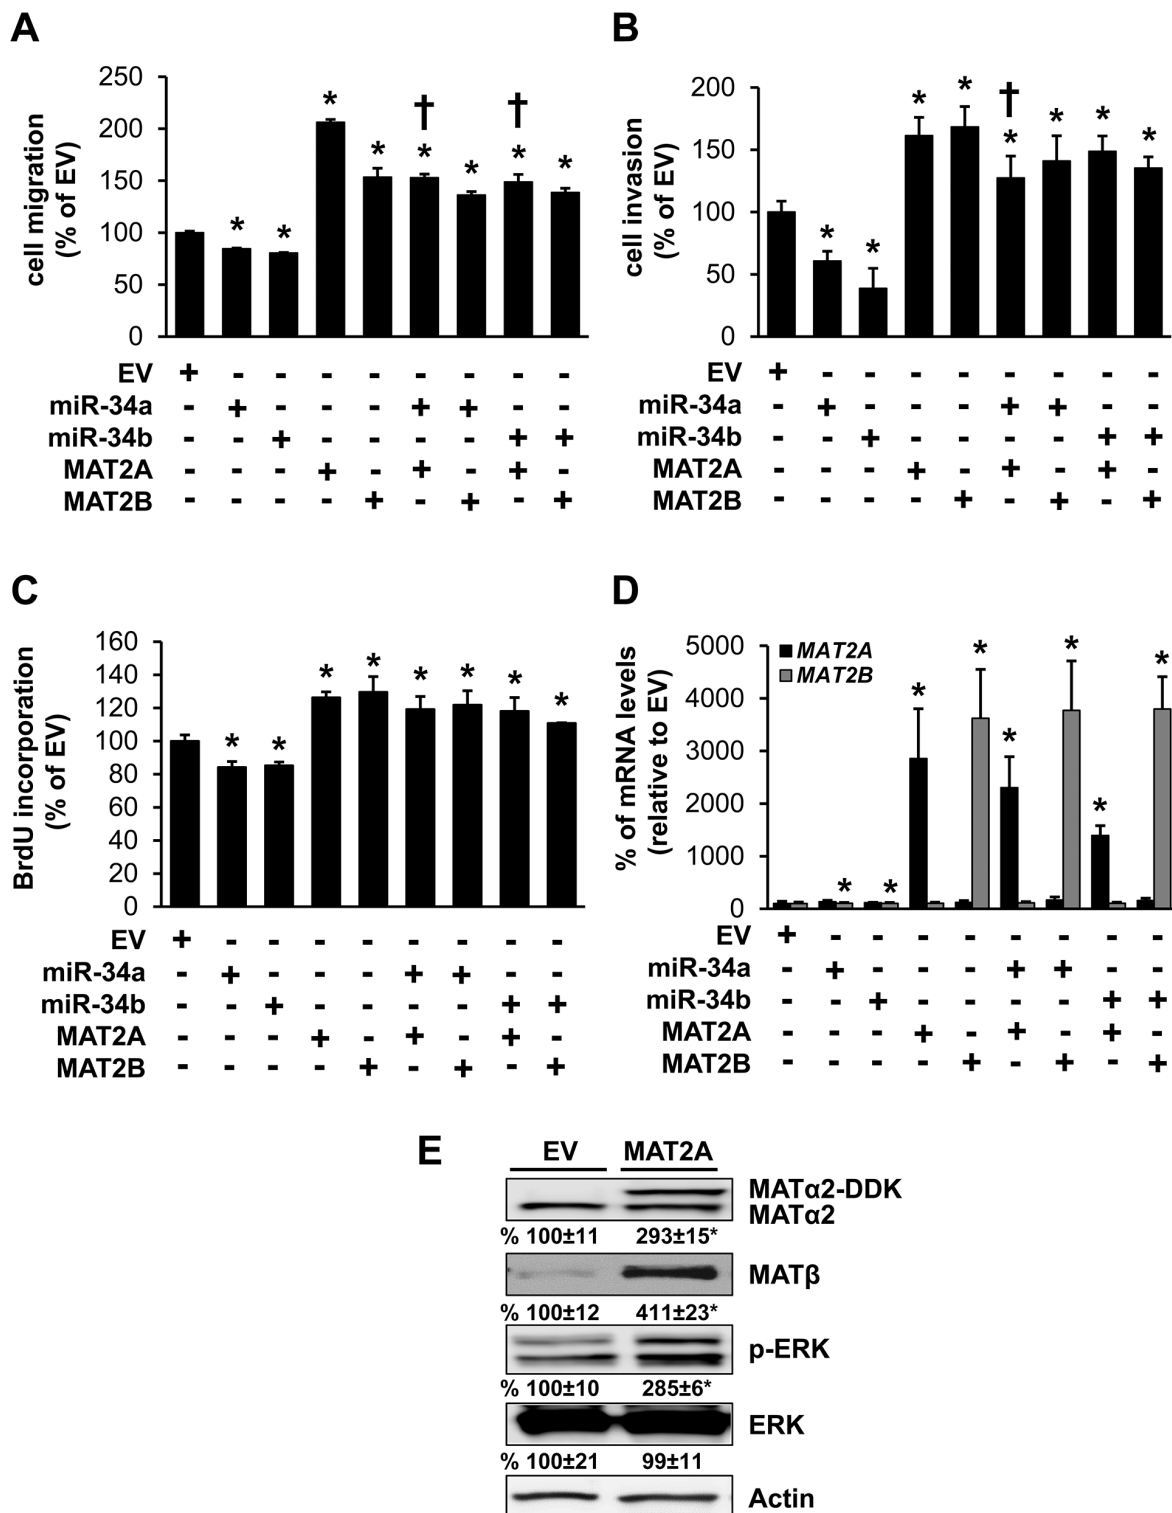 A
cell migration
(% of EV)
250
200
150
100
50
0
* * * * * * * * † †
EV + - - - - - - - -
miR-34a - + - - - + + - -
miR-34b - - + - - - - + +
MAT2A - - - + - + - + -
MAT2B - - - - + - + - +
B
cell invasion
(% of EV)
200
150
100
50
0
* * * * * * * * †
EV + - - - - - - - -
miR-34a - + - - - + + - -
miR-34b - - + - - - - + +
MAT2A - - - + - + - + -
MAT2B - - - - + - + - +
C
BrdU incorporation
(% of EV)
160
140
120
100
80
60
40
20
0
* * * * * * * *
EV + - - - - - - - -
miR-34a - + - - - + + - -
miR-34b - - + - - - - + +
MAT2A - - - + - + - + -
MAT2B - - - - + - + - +
D
% of mRNA levels
(relative to EV)
5000
4000
3000
2000
1000
0
MAT2A
MAT2B
* * * * * * * *
EV + - - - - - - - -
miR-34a - + - - - + + - -
miR-34b - - + - - - - + +
MAT2A - - - + - + - + -
MAT2B - - - - + - + - +
E
EV MAT2A
MATα2-DDK
MATα2
% 100±11 293±15*
MATβ
% 100±12 411±23*
p-ERK
% 100±10 285±6*
ERK
% 100±21 99±11
Actin